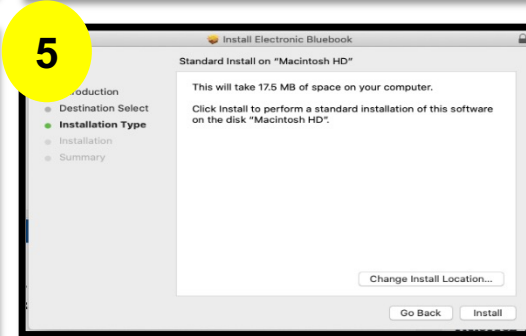 5
Install Electronic Bluebook
Standard Install on "Macintosh HD"
oduction
Destination Select
Installation Type
Installation
Summary
This will take 17.5 MB of space on your computer.
Click Install to perform a standard installation of this software
on the disk "Macintosh HD".
Change Install Location...
Go Back
Install